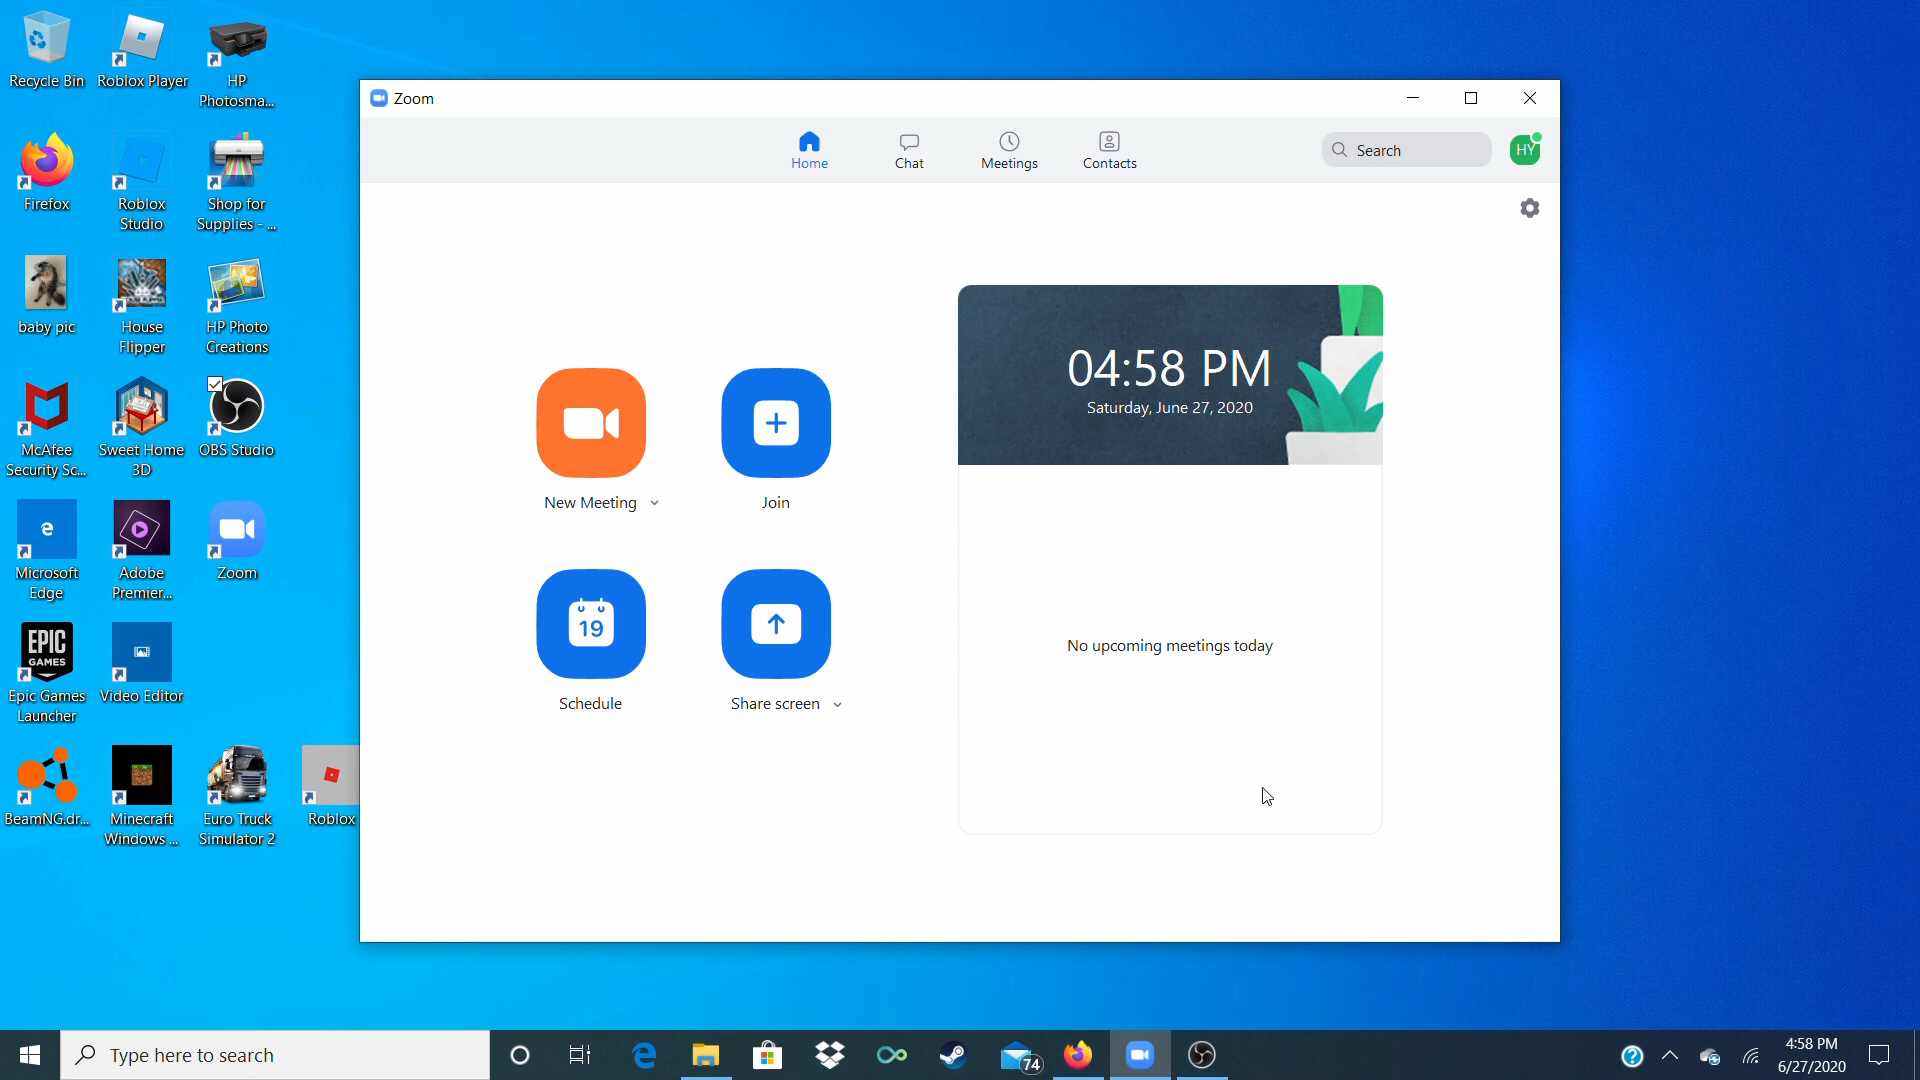 Recycle Bin
Roblox Player
HP
Photosma...
Firefox
Roblox
Studio
Shop for
Supplies - ...
baby pic
House
Flipper
HP Photo
Creations
McAfee
Security Sc...
Sweet Home
3D
OBS Studio
Microsoft
Edge
Adobe
Premier...
Zoom
EPIC
GAMES
Epic Games
Launcher
Video Editor
BeamNG.dr...
Minecraft
Windows ...
Euro Truck
Simulator 2
Roblox
Zoom
Home
Chat
Meetings
Contacts
Search
HY
New Meeting
Join
19
Schedule
Share screen
04:58 PM
Saturday, June 27, 2020
No upcoming meetings today
Type here to search
74
4:58 PM
6/27/2020